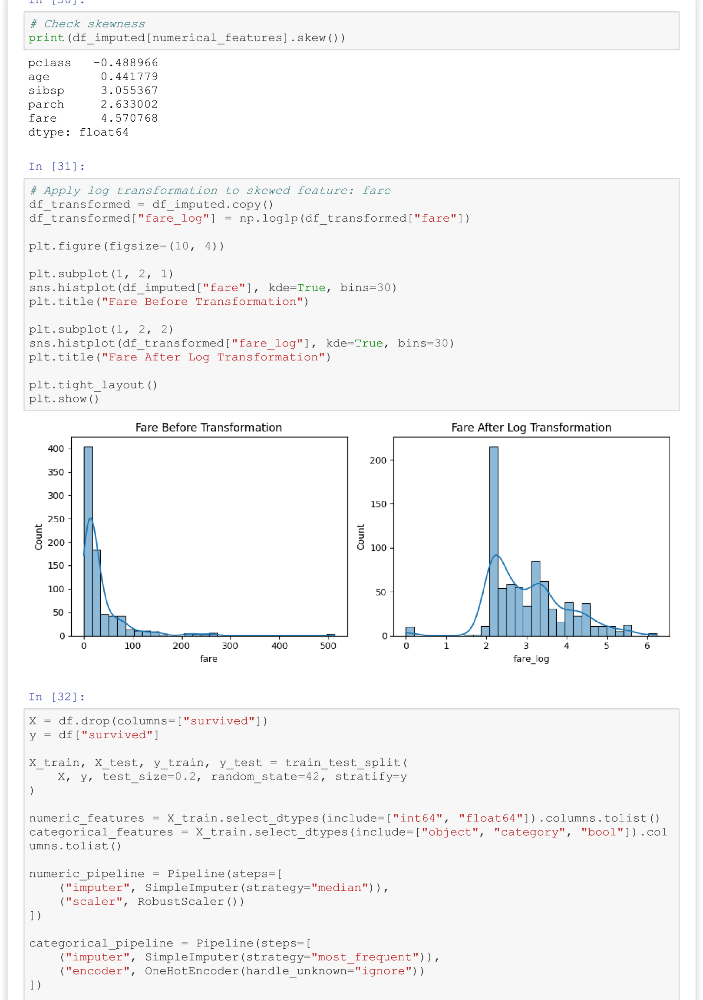 In [30]:
# Check skewness
print(df_imputed[numerical_features].skew())
pclass   -0.488966
age       0.441779
sibsp     3.055367
parch     2.633002
fare      4.570768
dtype: float64
In [31]:
# Apply log transformation to skewed feature: fare
df_transformed = df_imputed.copy()
df_transformed["fare_log"] = np.log1p(df_transformed["fare"])
plt.figure(figsize=(10, 4))
plt.subplot(1, 2, 1)
sns.histplot(df_imputed["fare"], kde=True, bins=30)
plt.title("Fare Before Transformation")
plt.subplot(1, 2, 2)
sns.histplot(df_transformed["fare_log"], kde=True, bins=30)
plt.title("Fare After Log Transformation")
plt.tight_layout()
plt.show()
Fare Before Transformation
400
350
300
250
200
150
100
50
0
Count
0 100 200 300 400 500
fare
Fare After Log Transformation
200
150
100
50
0
Count
0 1 2 3 4 5 6
fare_log
In [32]:
X = df.drop(columns=["survived"])
y = df["survived"]
X_train, X_test, y_train, y_test = train_test_split(
    X, y, test_size=0.2, random_state=42, stratify=y
)
numeric_features = X_train.select_dtypes(include=["int64", "float64"]).columns.tolist()
categorical_features = X_train.select_dtypes(include=["object", "category", "bool"]).col
umns.tolist()
numeric_pipeline = Pipeline(steps=[
    ("imputer", SimpleImputer(strategy="median")),
    ("scaler", RobustScaler())
])
categorical_pipeline = Pipeline(steps=[
    ("imputer", SimpleImputer(strategy="most_frequent")),
    ("encoder", OneHotEncoder(handle_unknown="ignore"))
])